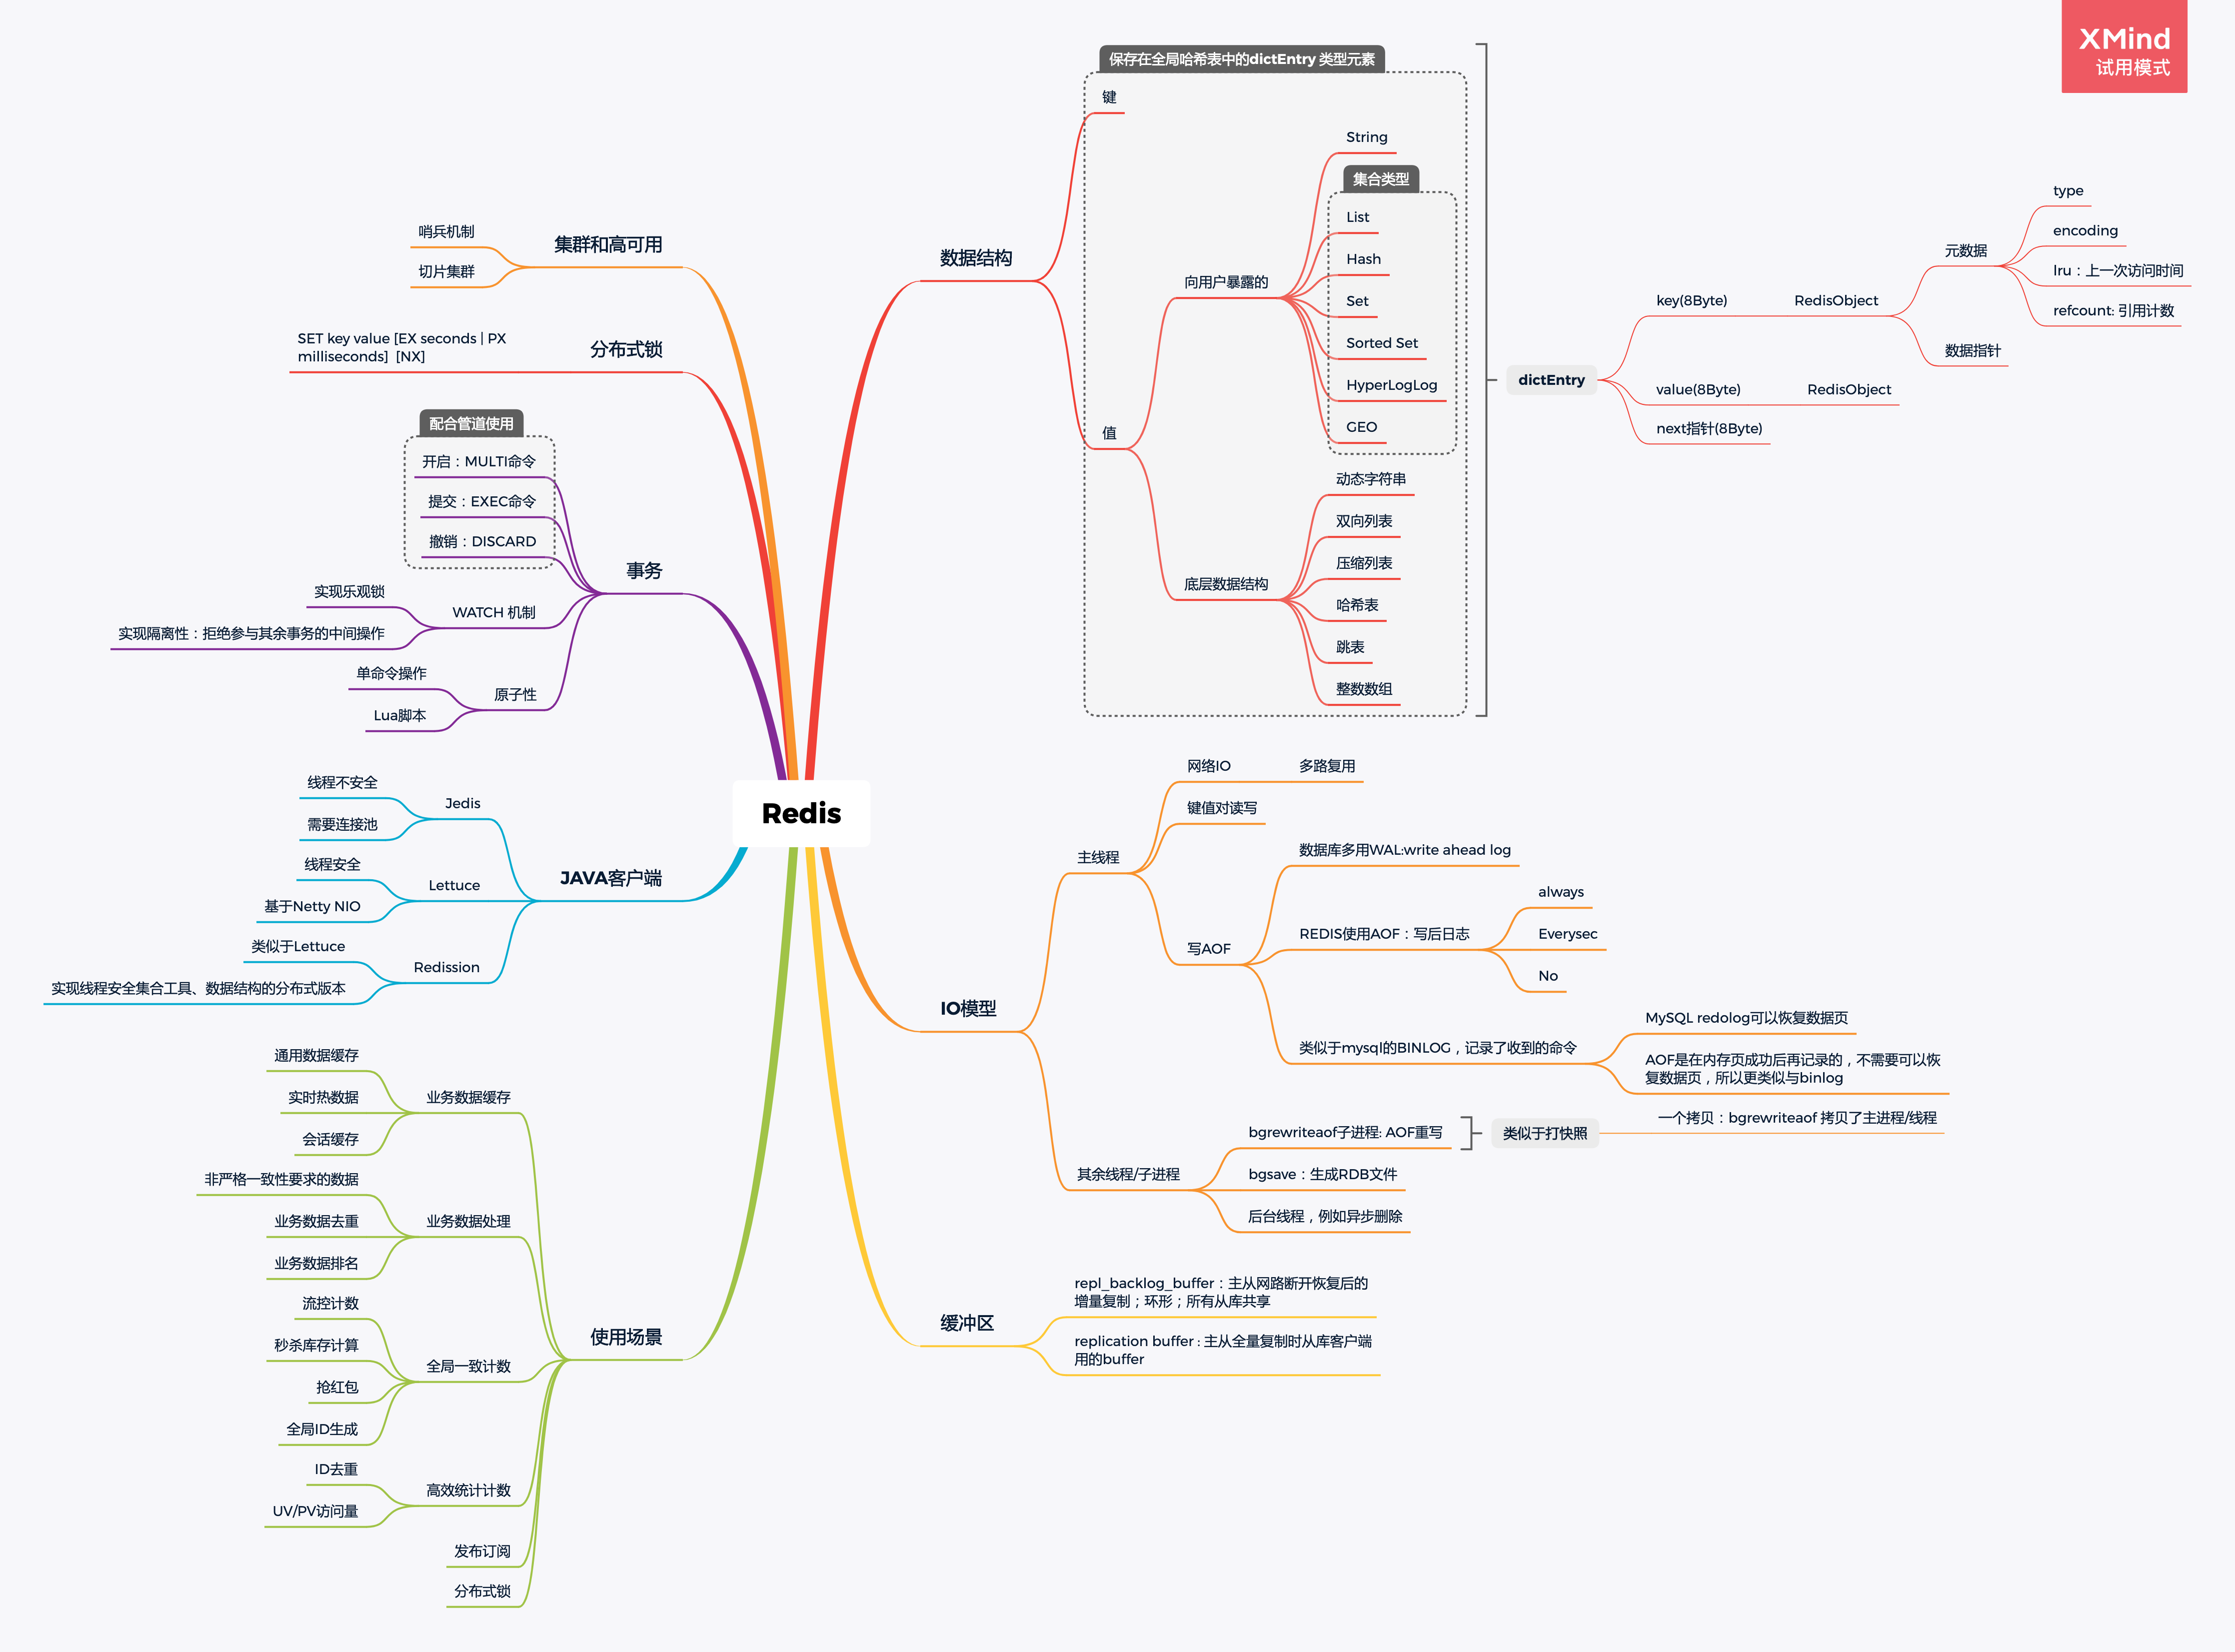 XMind
试用模式
Redis
数据结构
保存在全局哈希表中的dictEntry 类型元素
键
值
向用户暴露的
String
集合类型
List
Hash
Set
Sorted Set
HyperLogLog
GEO
底层数据结构
动态字符串
双向列表
压缩列表
哈希表
跳表
整数数组
dictEntry
key(8Byte)
RedisObject
元数据
type
encoding
lru：上一次访问时间
refcount: 引用计数
数据指针
value(8Byte)
RedisObject
next指针(8Byte)
IO模型
主线程
网络IO
多路复用
键值对读写
写AOF
数据库多用WAL:write ahead log
REDIS使用AOF：写后日志
always
Everysec
No
类似于mysql的BINLOG，记录了收到的命令
MySQL redolog可以恢复数据页
AOF是在内存页成功后再记录的，不需要可以恢
复数据页，所以更类似与binlog
其余线程/子进程
bgrewriteaof子进程: AOF重写
类似于打快照
一个拷贝：bgrewriteaof 拷贝了主进程/线程
bgsave：生成RDB文件
后台线程，例如异步删除
缓冲区
repl_backlog_buffer：主从网路断开恢复后的
增量复制；环形；所有从库共享
replication buffer : 主从全量复制时从库客户端
用的buffer
集群和高可用
哨兵机制
切片集群
分布式锁
SET key value [EX seconds | PX
milliseconds]  [NX]
事务
配合管道使用
开启：MULTI命令
提交：EXEC命令
撤销：DISCARD
WATCH 机制
实现乐观锁
实现隔离性：拒绝参与其余事务的中间操作
原子性
单命令操作
Lua脚本
JAVA客户端
Jedis
线程不安全
需要连接池
Lettuce
线程安全
基于Netty NIO
Redission
类似于Lettuce
实现线程安全集合工具、数据结构的分布式版本
使用场景
业务数据缓存
通用数据缓存
实时热数据
会话缓存
业务数据处理
非严格一致性要求的数据
业务数据去重
业务数据排名
全局一致计数
流控计数
秒杀库存计算
抢红包
全局ID生成
高效统计计数
ID去重
UV/PV访问量
发布订阅
分布式锁